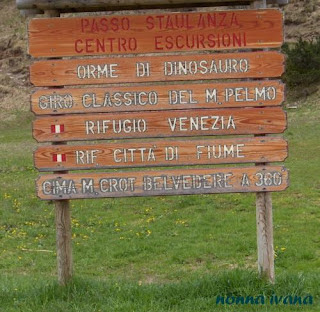 PASSO STAULANZA
CENTRO ESCURSIONI
ORME DI DINOSAURO
GIRO CLASSICO DEL M. PELMO
RIFUGIO VENEZIA
RIF. CITTÀ DI FIUME
CIMA M. CROT BELVEDERE A 360
nonna ivana